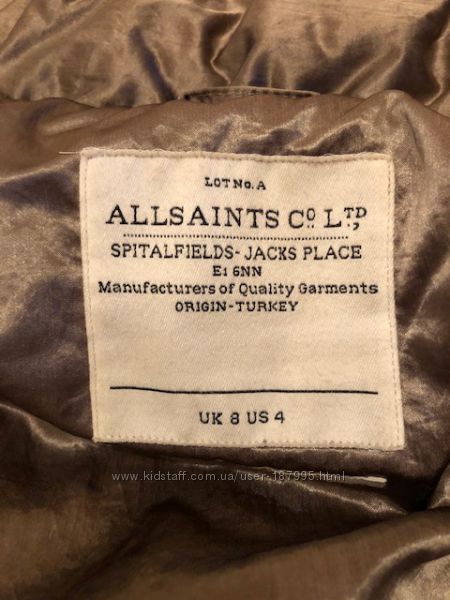 LOT No. A
ALLSAINTS Co LTD,
SPITALFIELDS- JACKS PLACE
E1 6NN
Manufacturers of Quality Garments
ORIGIN-TURKEY
UK 8 US 4
www.kidstaff.com.ua/user-187995.html